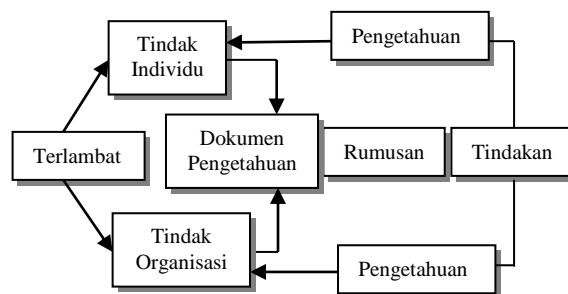 Tindak
Individu
Pengetahuan
Terlambat
Dokumen
Pengetahuan
Rumusan
Tindakan
Tindak
Organisasi
Pengetahuan